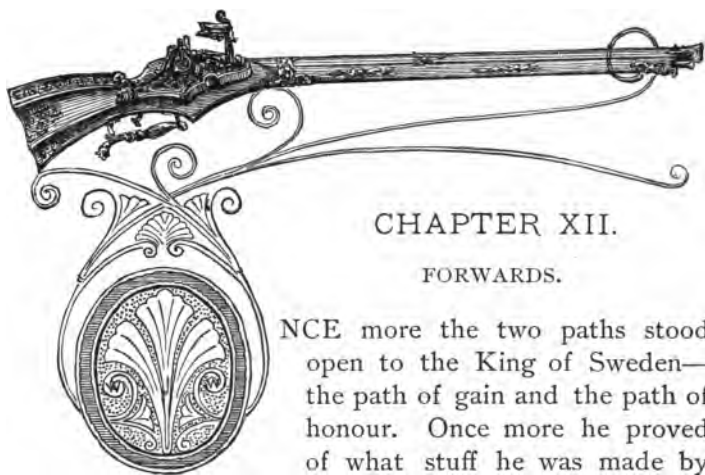 CHAPTER XII.
FORWARDS.
ONCE more the two paths stood
open to the King of Sweden—
the path of gain and the path of
honour. Once more he proved
of what stuff he was made by